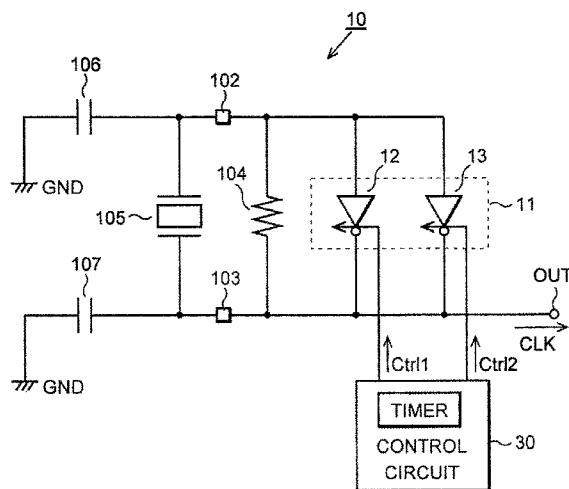 10
106
102
12
13
GND
105
104
11
107
103
OUT
GND
CLK
Ctrl1
Ctrl2
TIMER
CONTROL
CIRCUIT
30